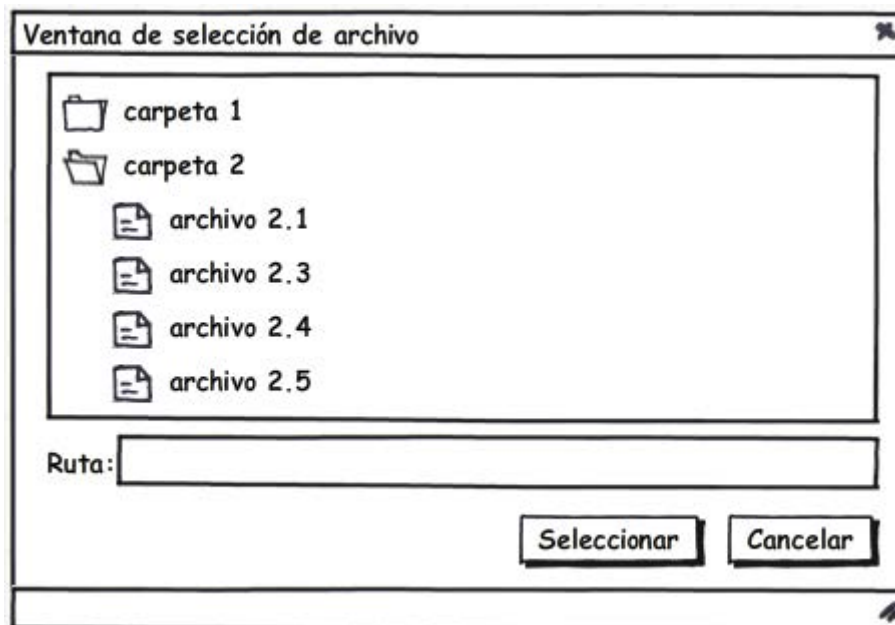 Ventana de selección de archivo
carpeta 1
carpeta 2
archivo 2.1
archivo 2.3
archivo 2.4
archivo 2.5
Ruta:
Seleccionar Cancelar